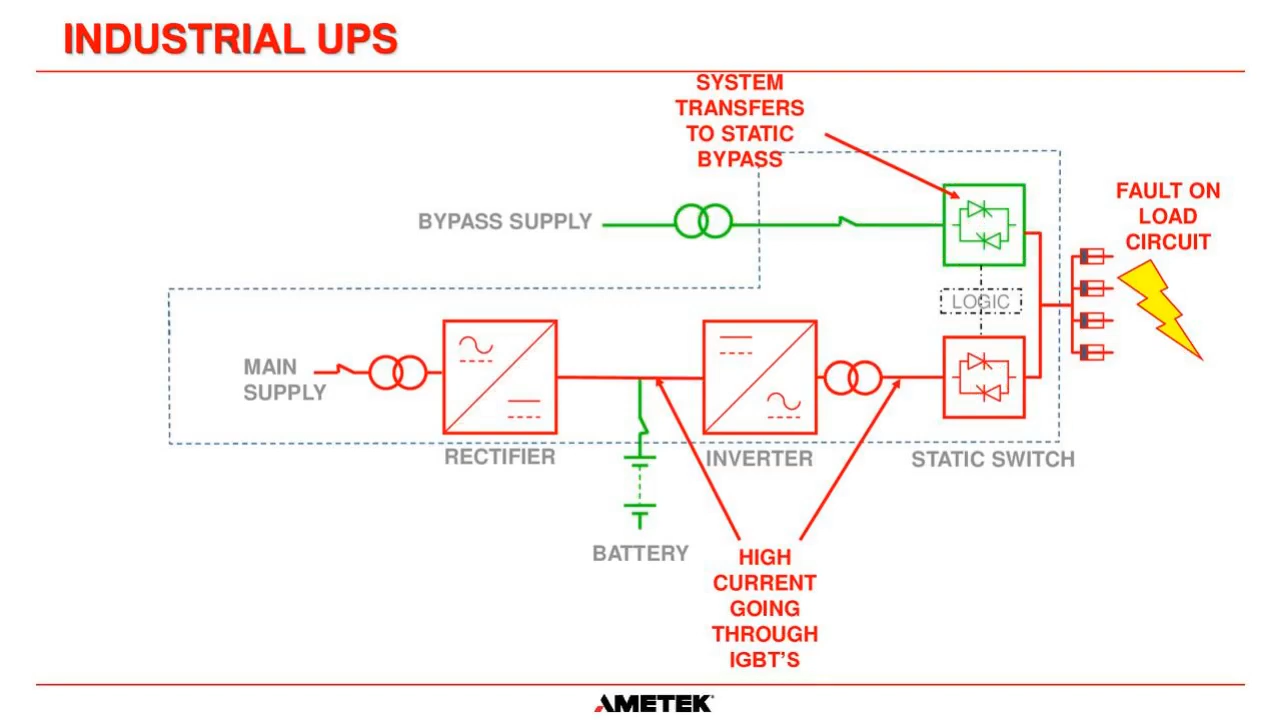 INDUSTRIAL UPS
SYSTEM
TRANSFERS
TO STATIC
BYPASS
FAULT ON
LOAD
CIRCUIT
BYPASS SUPPLY
LOGIC
MAIN
SUPPLY
RECTIFIER
INVERTER
STATIC SWITCH
BATTERY
HIGH
CURRENT
GOING
THROUGH
IGBT'S
AMETEK